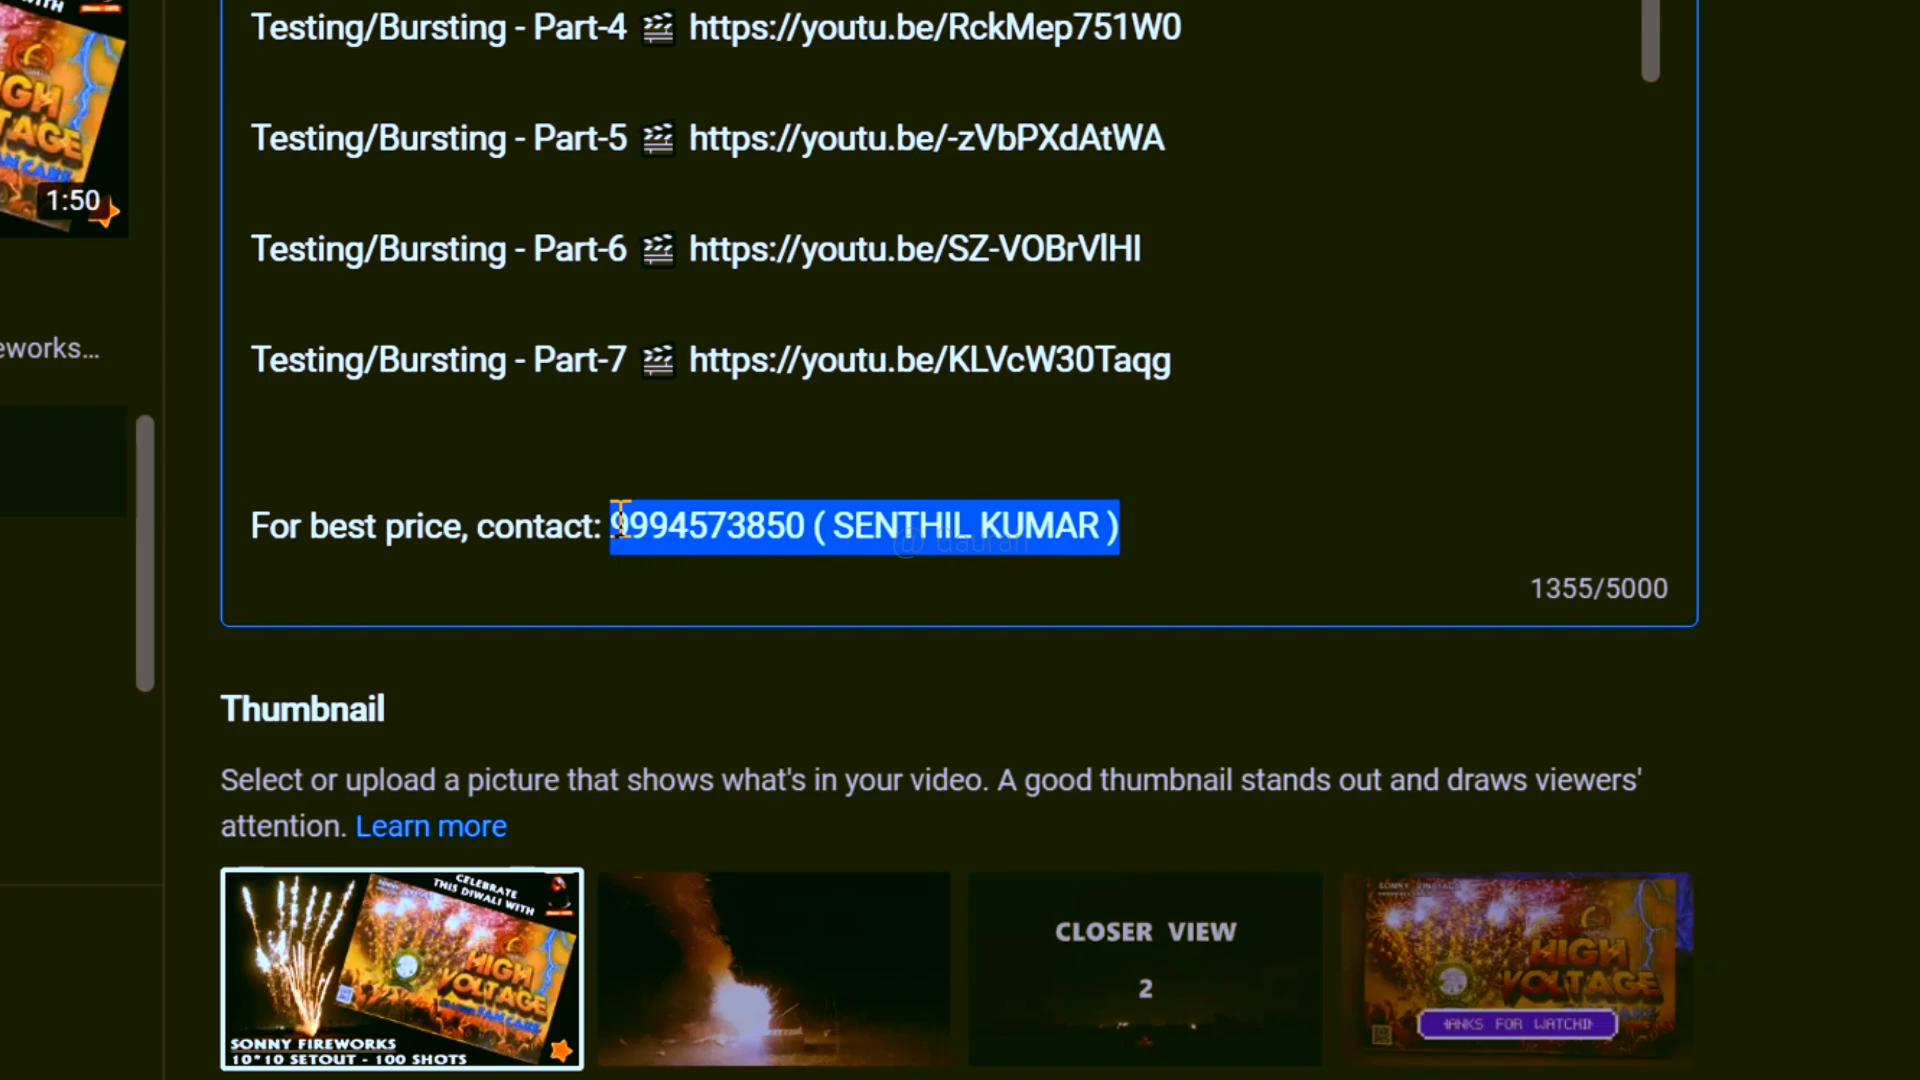 Testing/Bursting - Part-4 🎬 https://youtu.be/RckMep751W0
Testing/Bursting - Part-5 🎬 https://youtu.be/-zVbPXdAtWA
1:50
Testing/Bursting - Part-6 🎬 https://youtu.be/SZ-VOBrVlHI
eworks...
Testing/Bursting - Part-7 🎬 https://youtu.be/KLVcW30Taqg
For best price, contact: 9994573850 ( SENTHIL KUMAR )
1355/5000
Thumbnail
Select or upload a picture that shows what's in your video. A good thumbnail stands out and draws viewers'
attention. Learn more
CELEBRATE
THIS DIWALI WITH
HIGH
VOLTAGE
SONNY FIREWORKS
10*10 SETOUT - 100 SHOTS
CLOSER VIEW
2
HIGH
VOLTAGE
HANKS FOR WATCHIN